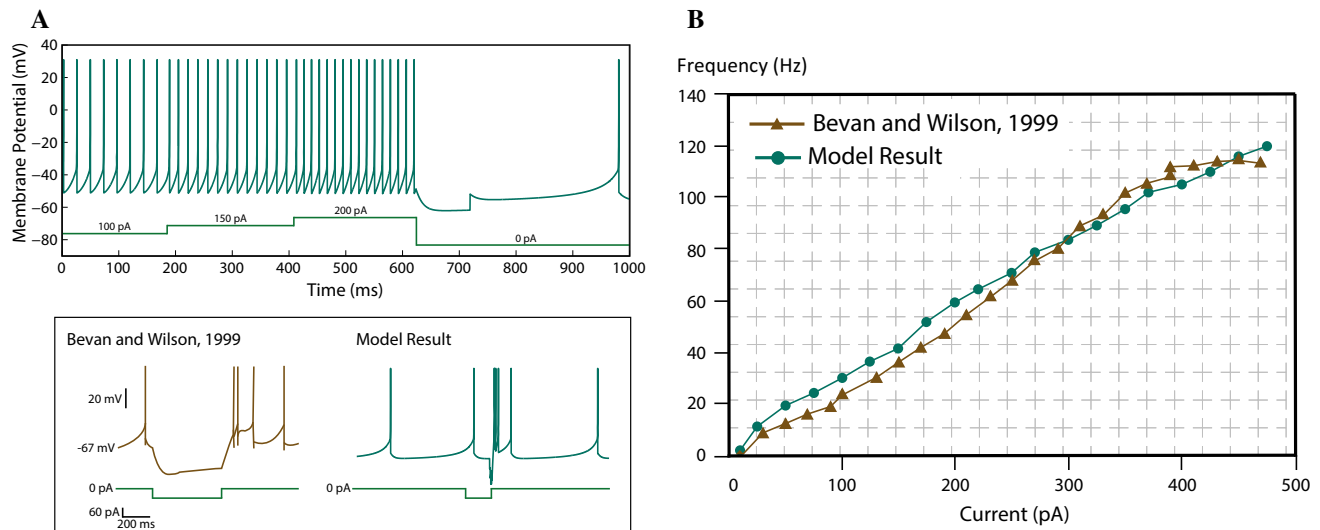 A
Membrane Potential (mV)
40
20
0
−20
−40
−60
−80
100 pA
150 pA
200 pA
0 pA
0 100 200 300 400 500 600 700 800 900 1000
Time (ms)
Bevan and Wilson, 1999
20 mV
-67 mV
0 pA
60 pA
200 ms
Model Result
0 pA
B
Frequency (Hz)
140
120
100
80
60
40
20
0
Bevan and Wilson, 1999
Model Result
0 100 200 300 400 500
Current (pA)